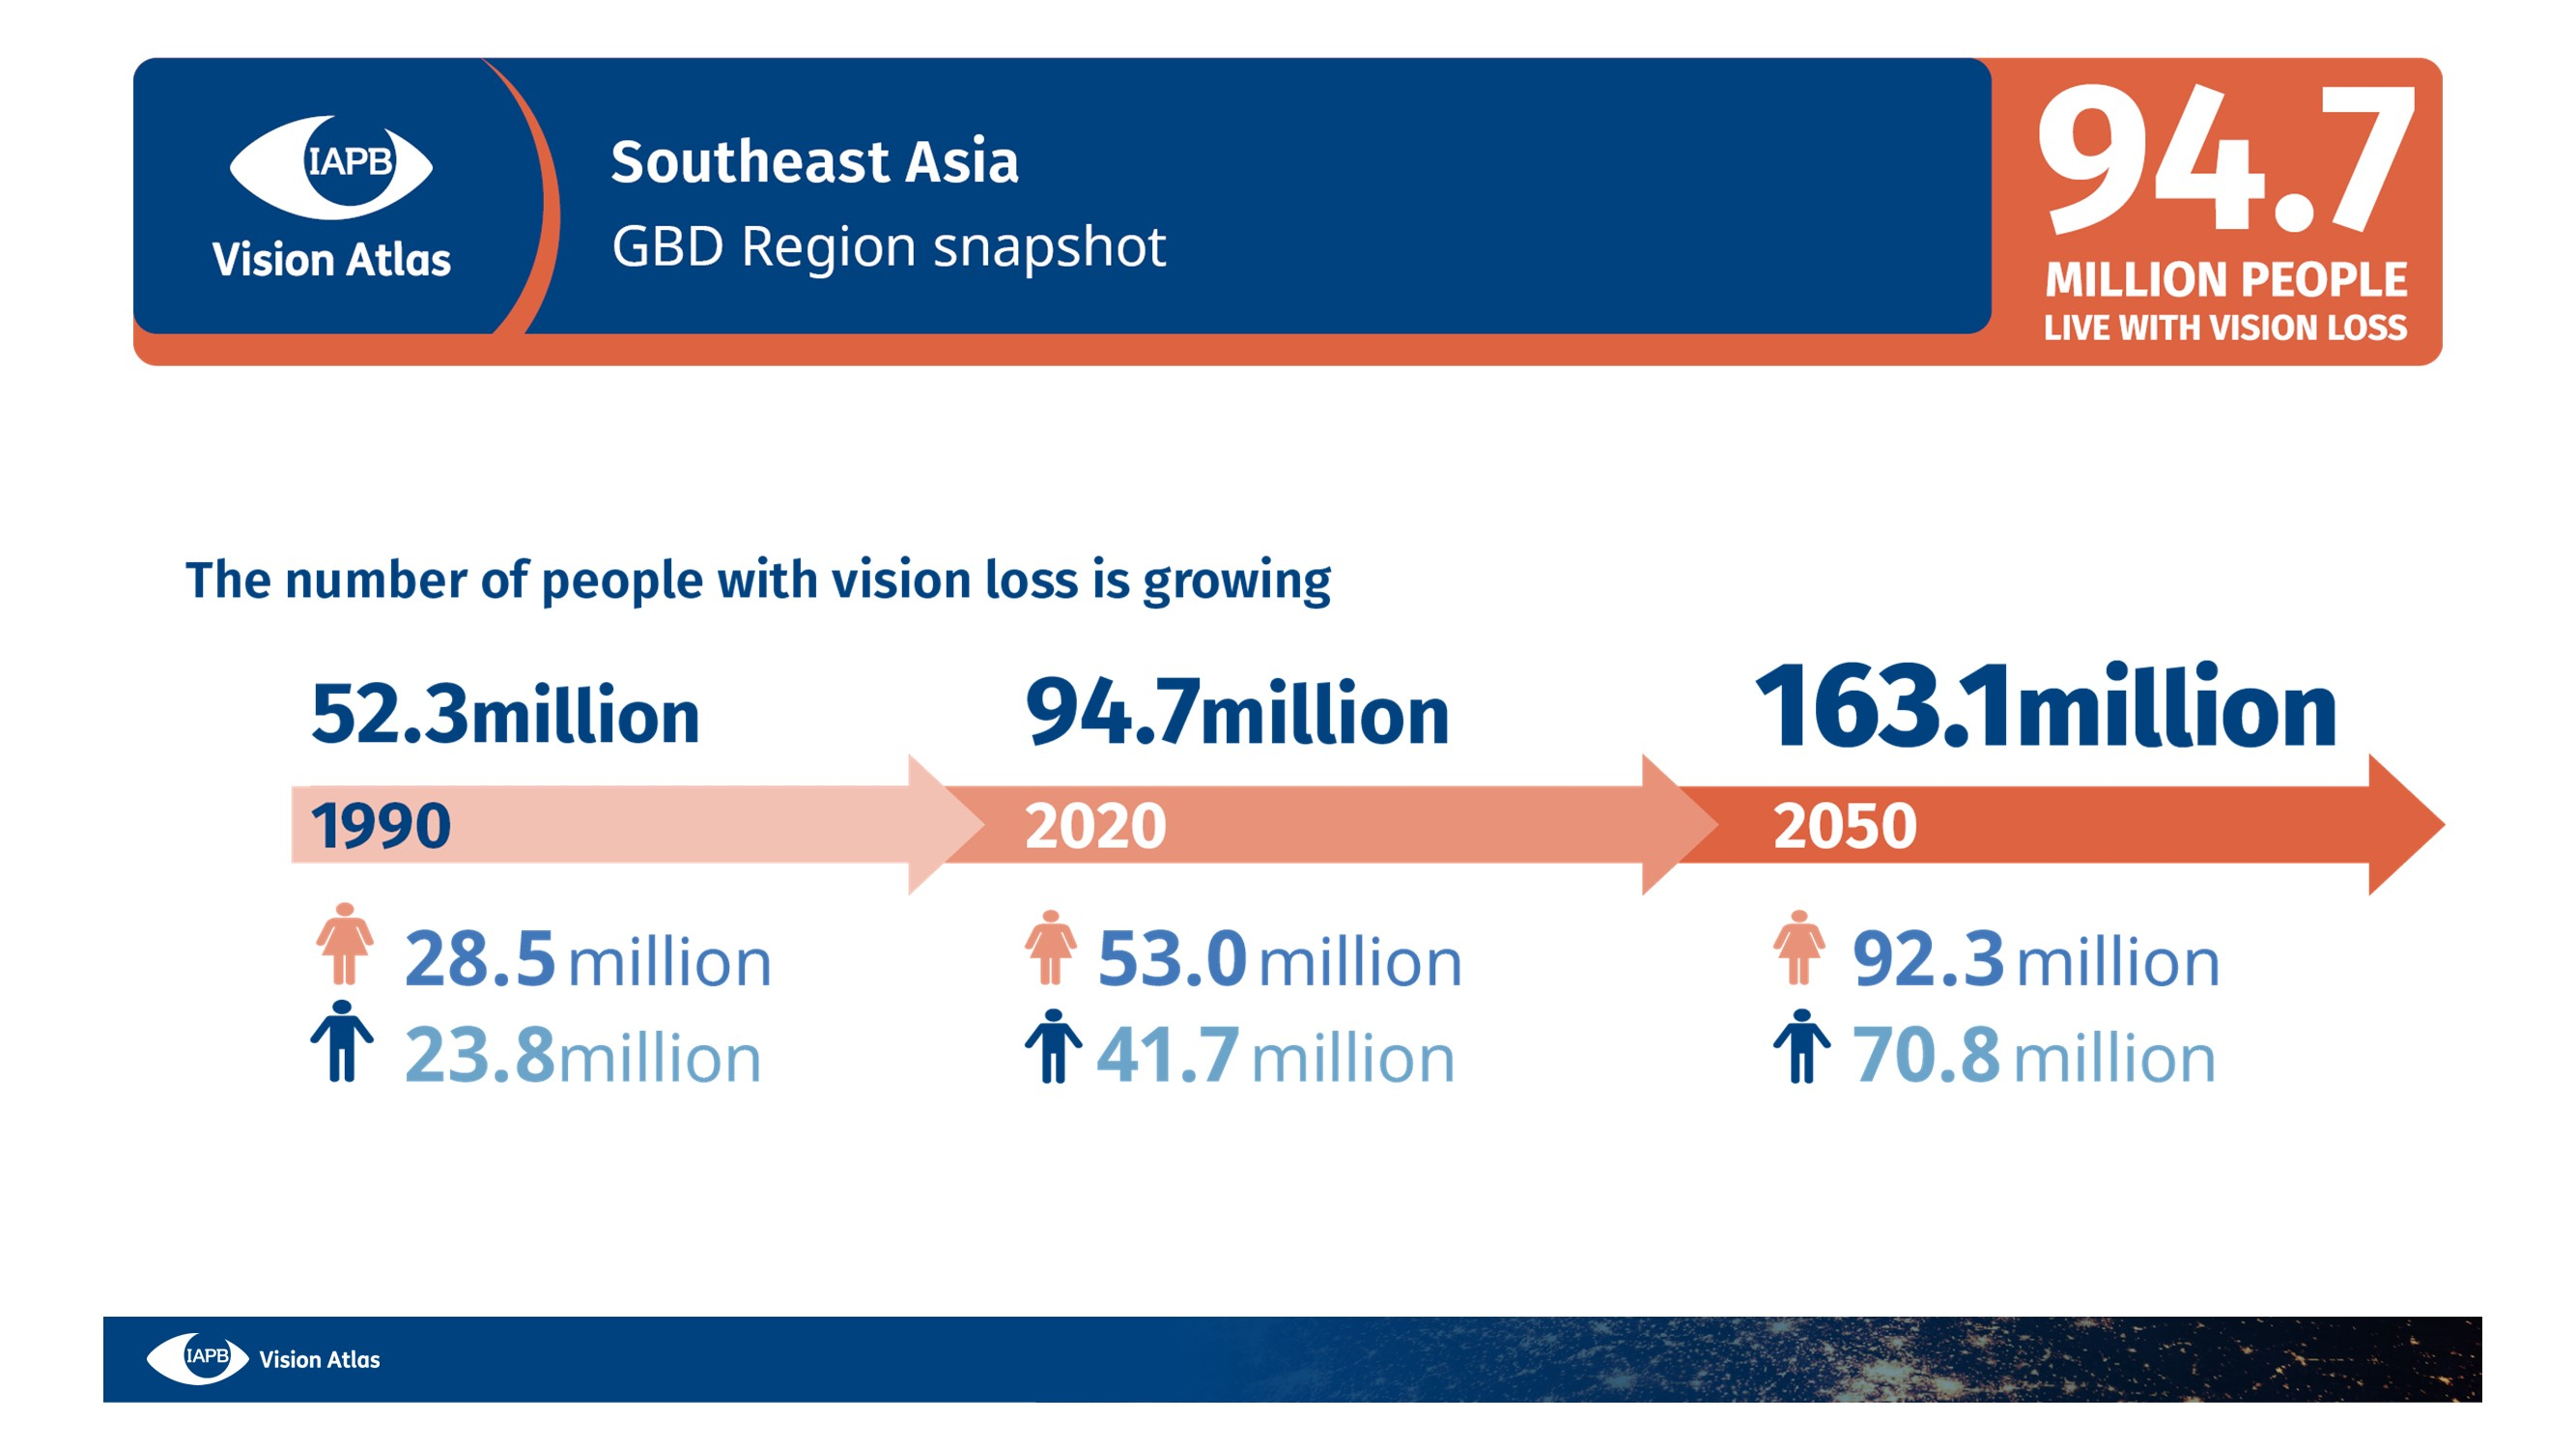 IAPB
Vision Atlas
Southeast Asia
GBD Region snapshot
94.7
MILLION PEOPLE
LIVE WITH VISION LOSS
The number of people with vision loss is growing
52.3million 94.7million 163.1million
1990 2020 2050
28.5 million 53.0 million 92.3 million
23.8million 41.7 million 70.8 million
IAPB Vision Atlas